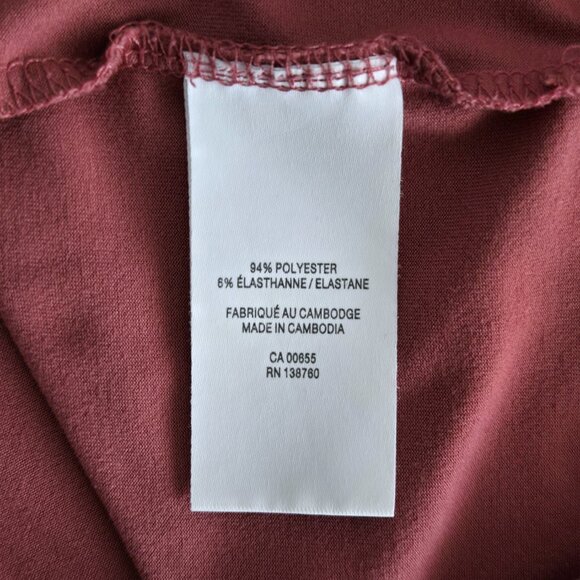 94% POLYESTER
6% ÉLASTHANNE / ELASTANE
FABRIQUÉ AU CAMBODGE
MADE IN CAMBODIA
CA 00655
RN 138760